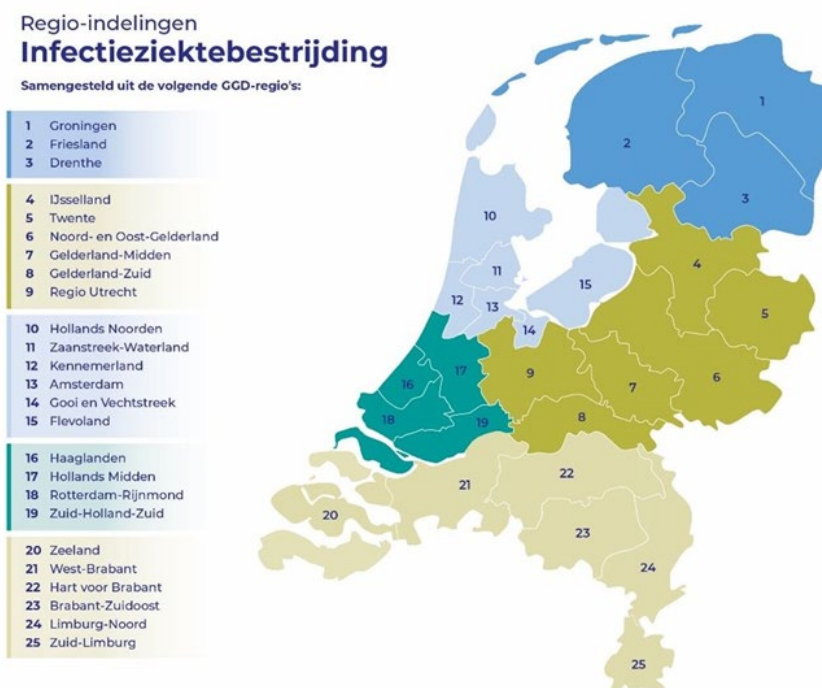 Regio-indelingen
Infectieziektebestrijding
Samengesteld uit de volgende GGD-regio's:
1 Groningen
2 Friesland
3 Drenthe
4 IJsselland
5 Twente
6 Noord- en Oost-Gelderland
7 Gelderland-Midden
8 Gelderland-Zuid
9 Regio Utrecht
10 Hollands Noorden
11 Zaanstreek-Waterland
12 Kennemerland
13 Amsterdam
14 Gooi en Vechtstreek
15 Flevoland
16 Haaglanden
17 Hollands Midden
18 Rotterdam-Rijnmond
19 Zuid-Holland-Zuid
20 Zeeland
21 West-Brabant
22 Hart voor Brabant
23 Brabant-Zuidoost
24 Limburg-Noord
25 Zuid-Limburg
1
2
3
10
4
11
15
12
13
5
14
17
9
6
16
7
8
18
19
22
21
20
23
24
25